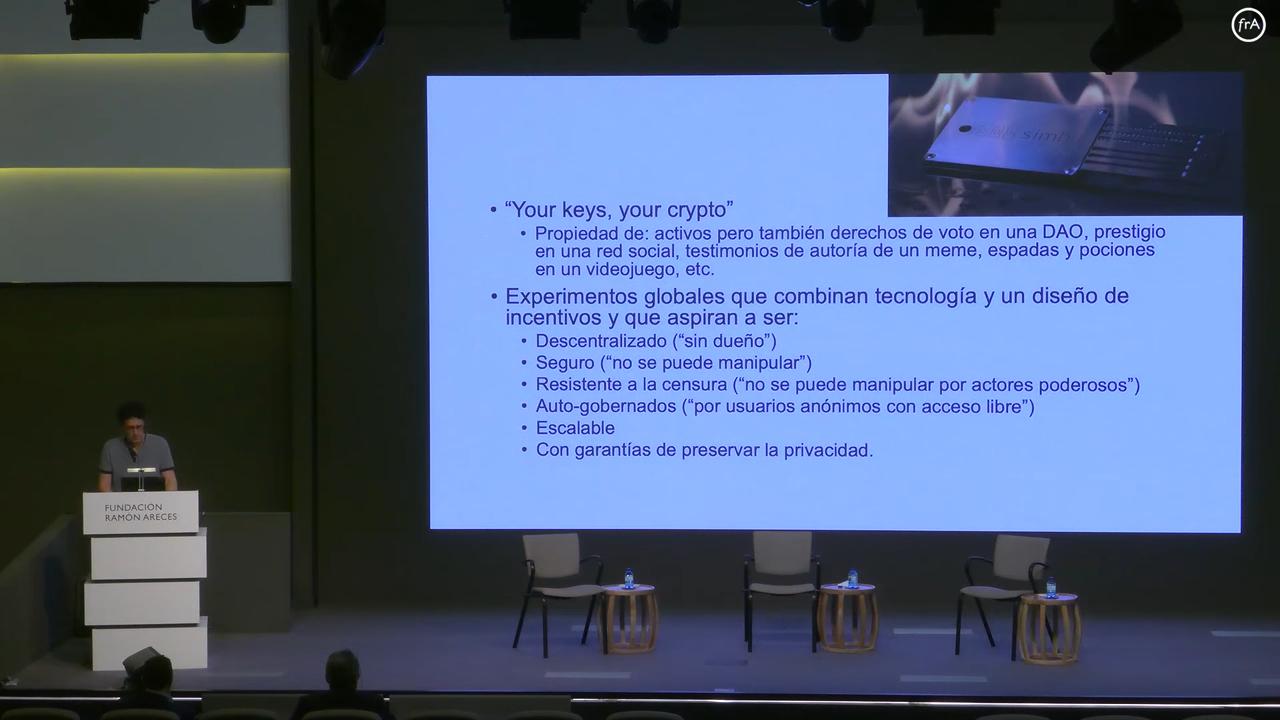 frA
• “Your keys, your crypto”
• Propiedad de: activos pero también derechos de voto en una DAO, prestigio
en una red social, testimonios de autoría de un meme, espadas y pociones
en un videojuego, etc.
• Experimentos globales que combinan tecnología y un diseño de
incentivos y que aspiran a ser:
• Descentralizado (“sin dueño”)
• Seguro (“no se puede manipular”)
• Resistente a la censura (“no se puede manipular por actores poderosos”)
• Auto-gobernados (“por usuarios anónimos con acceso libre”)
• Escalable
• Con garantías de preservar la privacidad.
FUNDACIÓN
RAMÓN ARECES